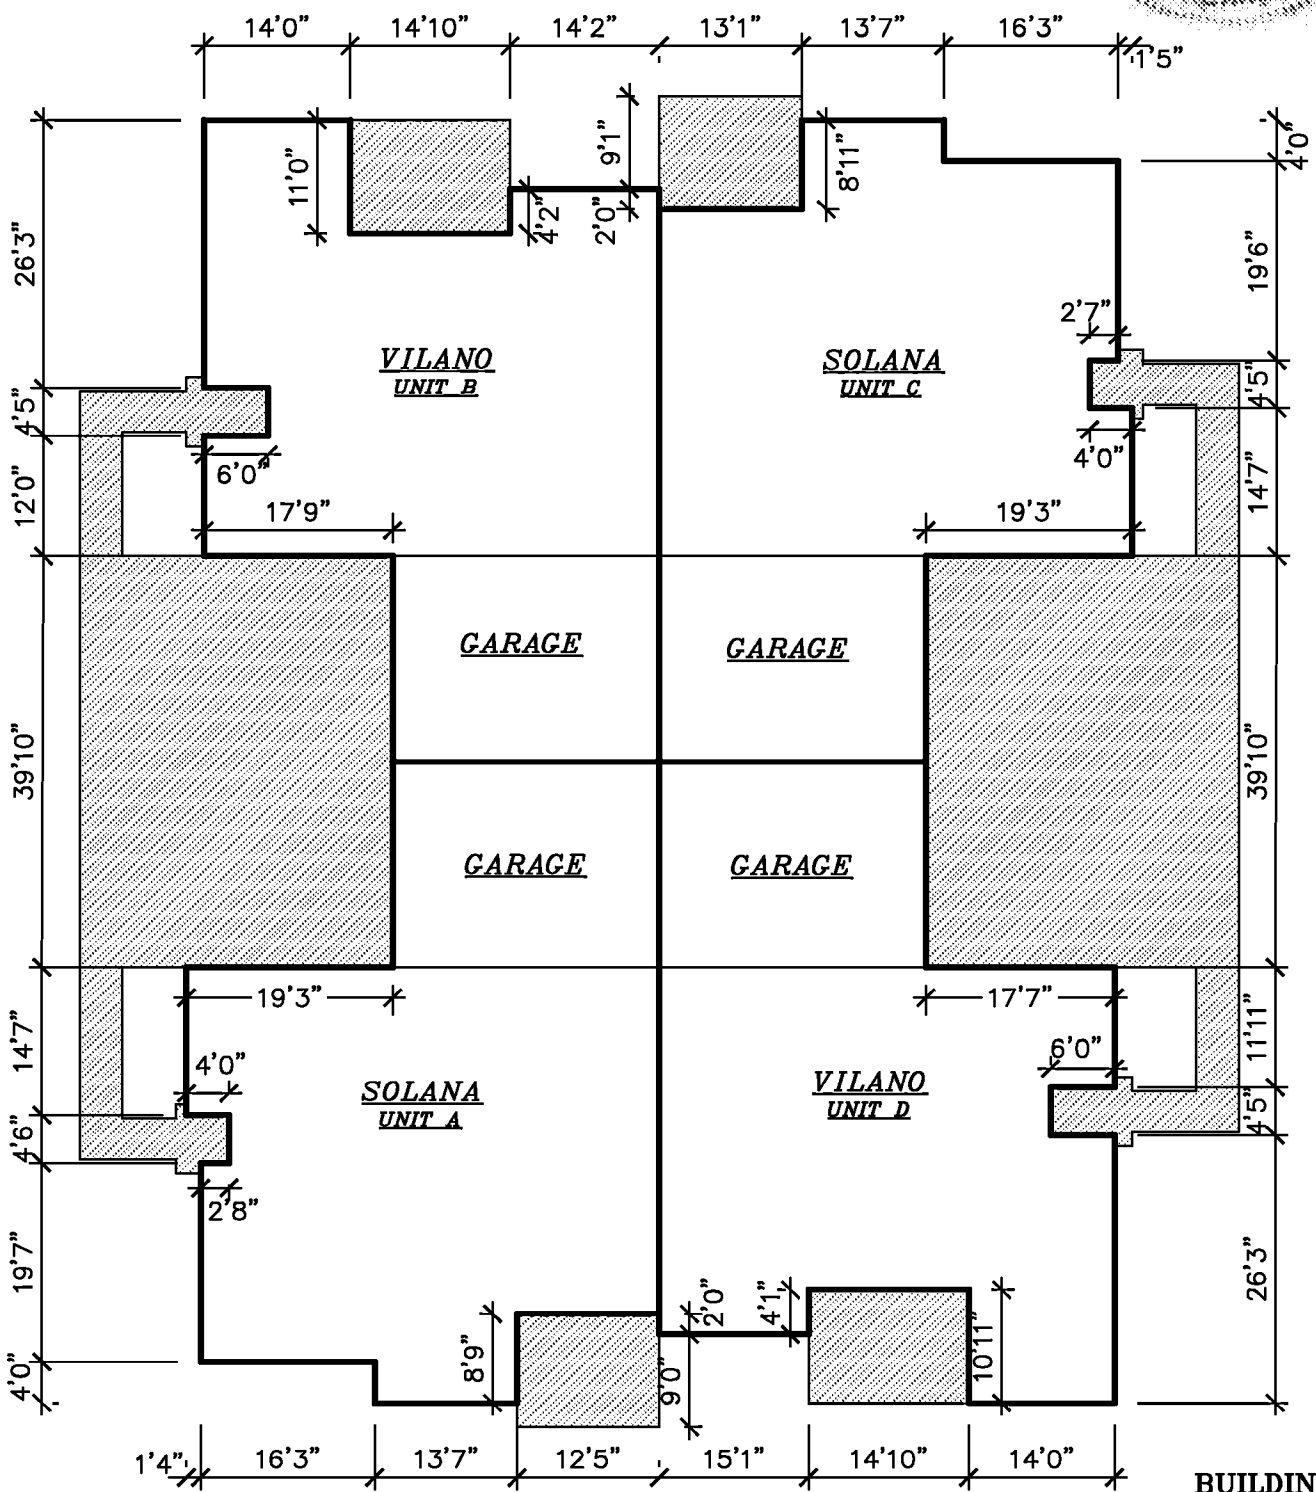 14'0" 14'10" 14'2" 13'1" 13'7" 16'3"
1'5"
4'0"
9'1"
11'0"
8'11"
4'2" 2'0"
26'3"
19'6"
2'7"
VILANO
UNIT B
SOLANA
UNIT C
4'5"
4'5"
6'0"
4'0"
12'0"
14'7"
17'9"
19'3"
GARAGE
GARAGE
39'10"
39'10"
GARAGE
GARAGE
19'3"
17'7"
14'7"
11'11"
4'0"
6'0"
SOLANA
UNIT A
VILANO
UNIT D
4'6"
4'5"
2'8"
19'7"
26'3"
2'0" 4'1"
8'9"
10'11"
9'0"
4'0"
1'4" 16'3" 13'7" 12'5" 15'1" 14'10" 14'0"
BUILDIN